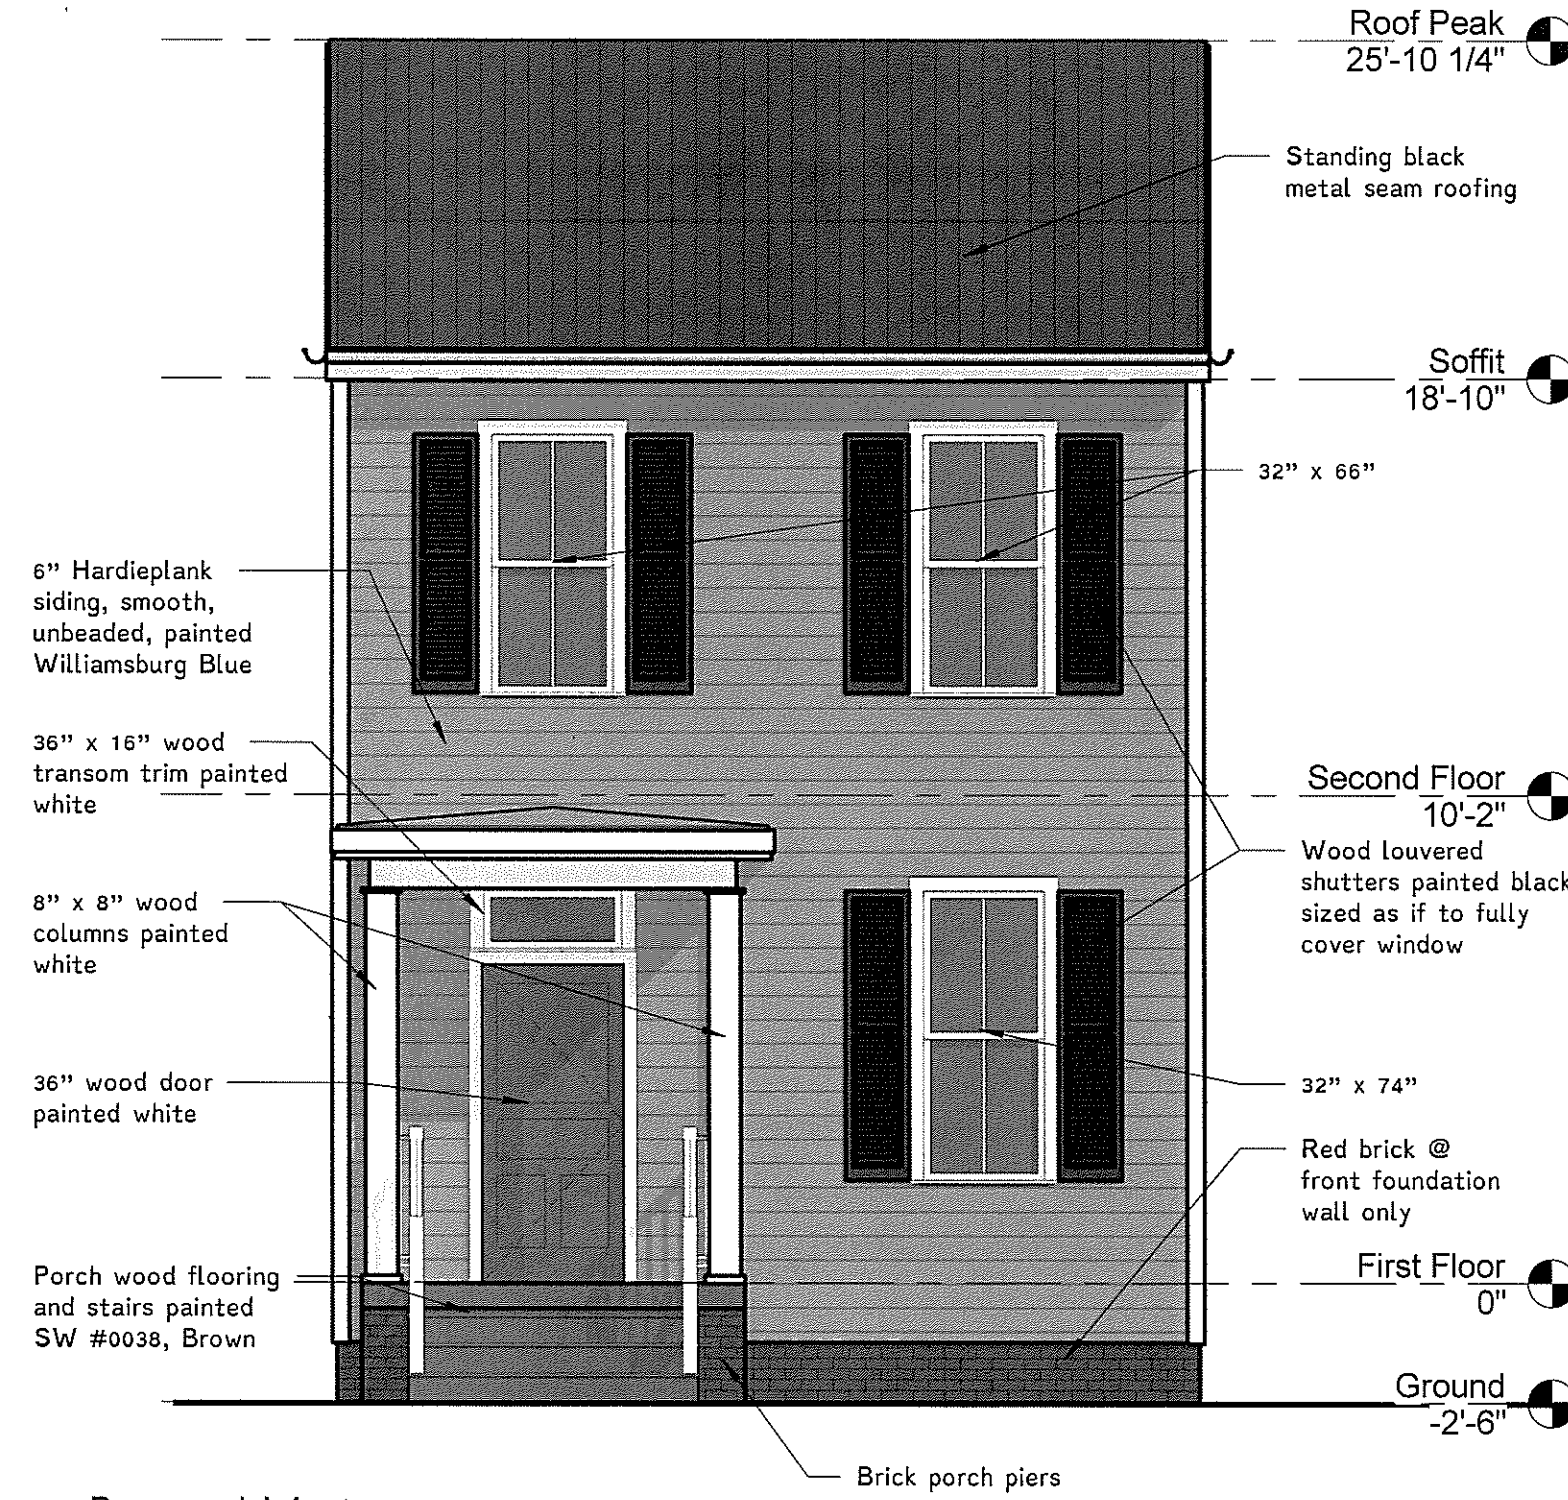 Roof Peak
25'-10 1/4"
Standing black
metal seam roofing
Soffit
18'-10"
32" x 66"
6" Hardieplank
siding, smooth,
unbeaded, painted
Williamsburg Blue
36" x 16" wood
transom trim painted
white
Second Floor
10'-2"
Wood louvered
shutters painted black
sized as if to fully
cover window
8" x 8" wood
columns painted
white
36" wood door
painted white
32" x 74"
Red brick @
front foundation
wall only
Porch wood flooring
and stairs painted
SW #0038, Brown
First Floor
0"
Ground
-2'-6"
Brick porch piers